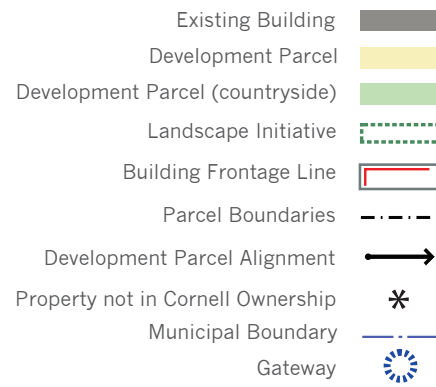 Existing Building
Development Parcel
Development Parcel (countryside)
Landscape Initiative
Building Frontage Line
Parcel Boundaries
Development Parcel Alignment
Property not in Cornell Ownership *
Municipal Boundary
Gateway